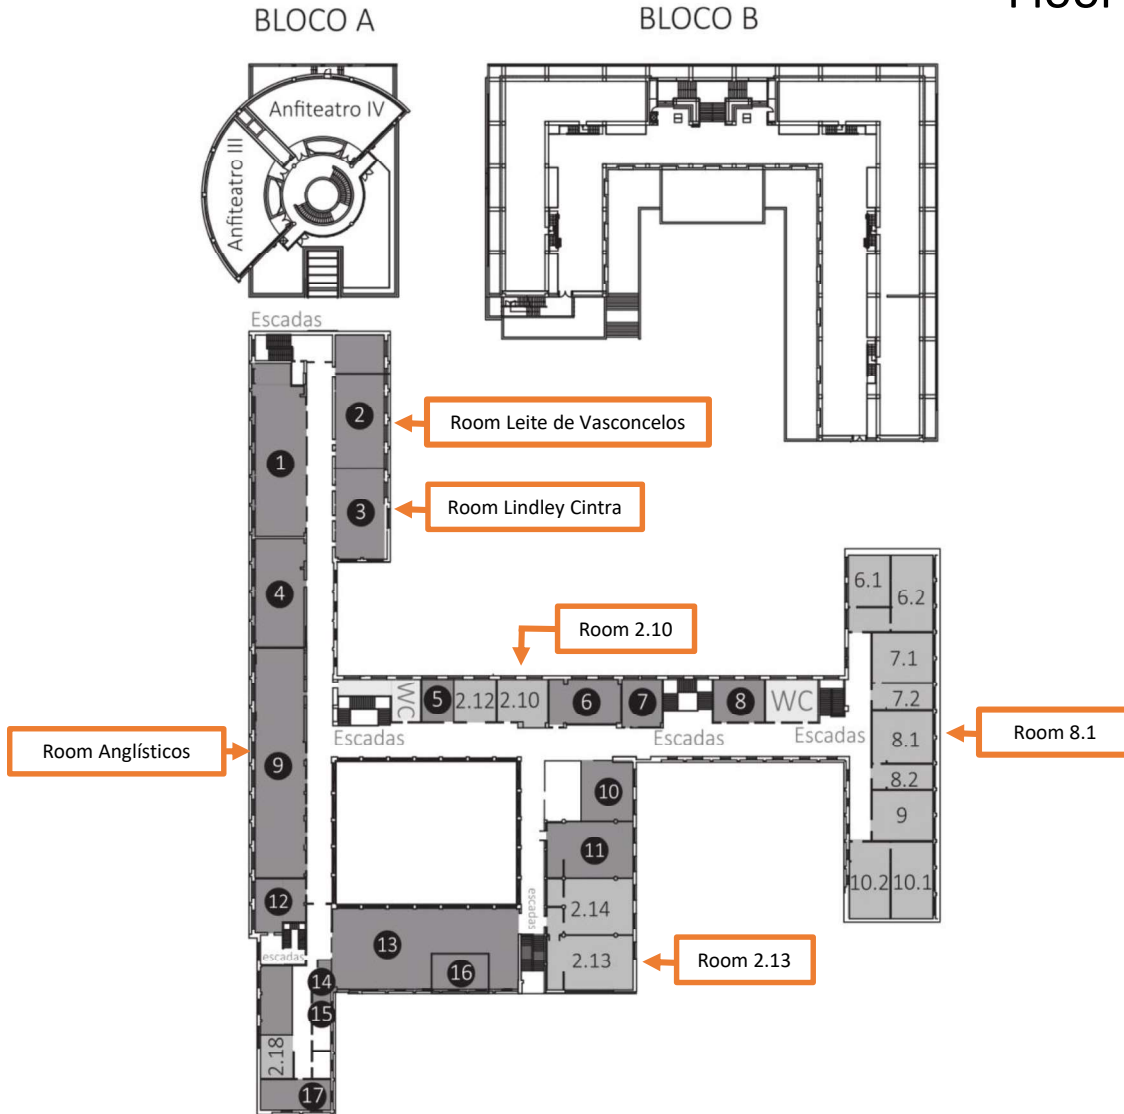 BLOCO A
BLOCO B
Anfiteatro IV
Anfiteatro III
Escadas
1
2
Room Leite de Vasconcelos
3
Room Lindley Cintra
4
6.1
6.2
7.1
7.2
8.1
8.2
9
10.2
10.1
Room 8.1
Room 2.10
WC
5
2.12
2.10
6
7
8
WC
Escadas
Escadas
Escadas
Room Anglísticos
9
10
11
12
escadas
escadas
2.14
2.13
Room 2.13
13
16
14
15
2.18
17